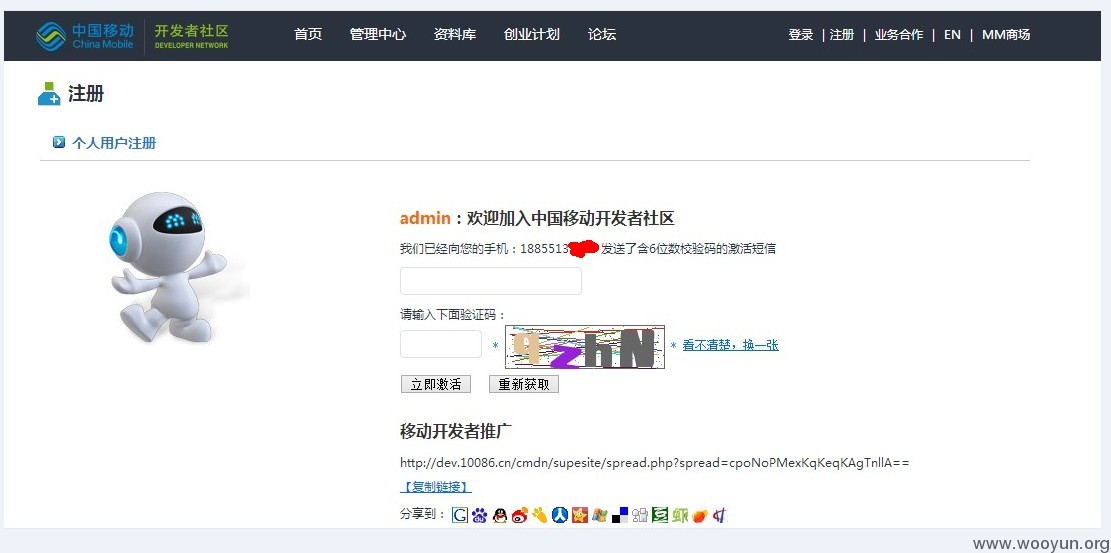 中国移动 China Mobile 开发者社区 DEVELOPER NETWORK 首页 管理中心 资料库 创业计划 论坛 登录 | 注册 | 业务合作 | EN | MM商场
注册
个人用户注册
admin：欢迎加入中国移动开发者社区
我们已经向您的手机：1885513 发送了含6位数校验码的激活短信
请输入下面验证码：
* qzhN * 看不清楚，换一张
立即激活 重新获取
移动开发者推广
http://dev.10086.cn/cmdn/supesite/spread.php?spread=cpoNoPMexKqKeqKAgTnllA==
【复制链接】
分享到：
www.wooyun.org